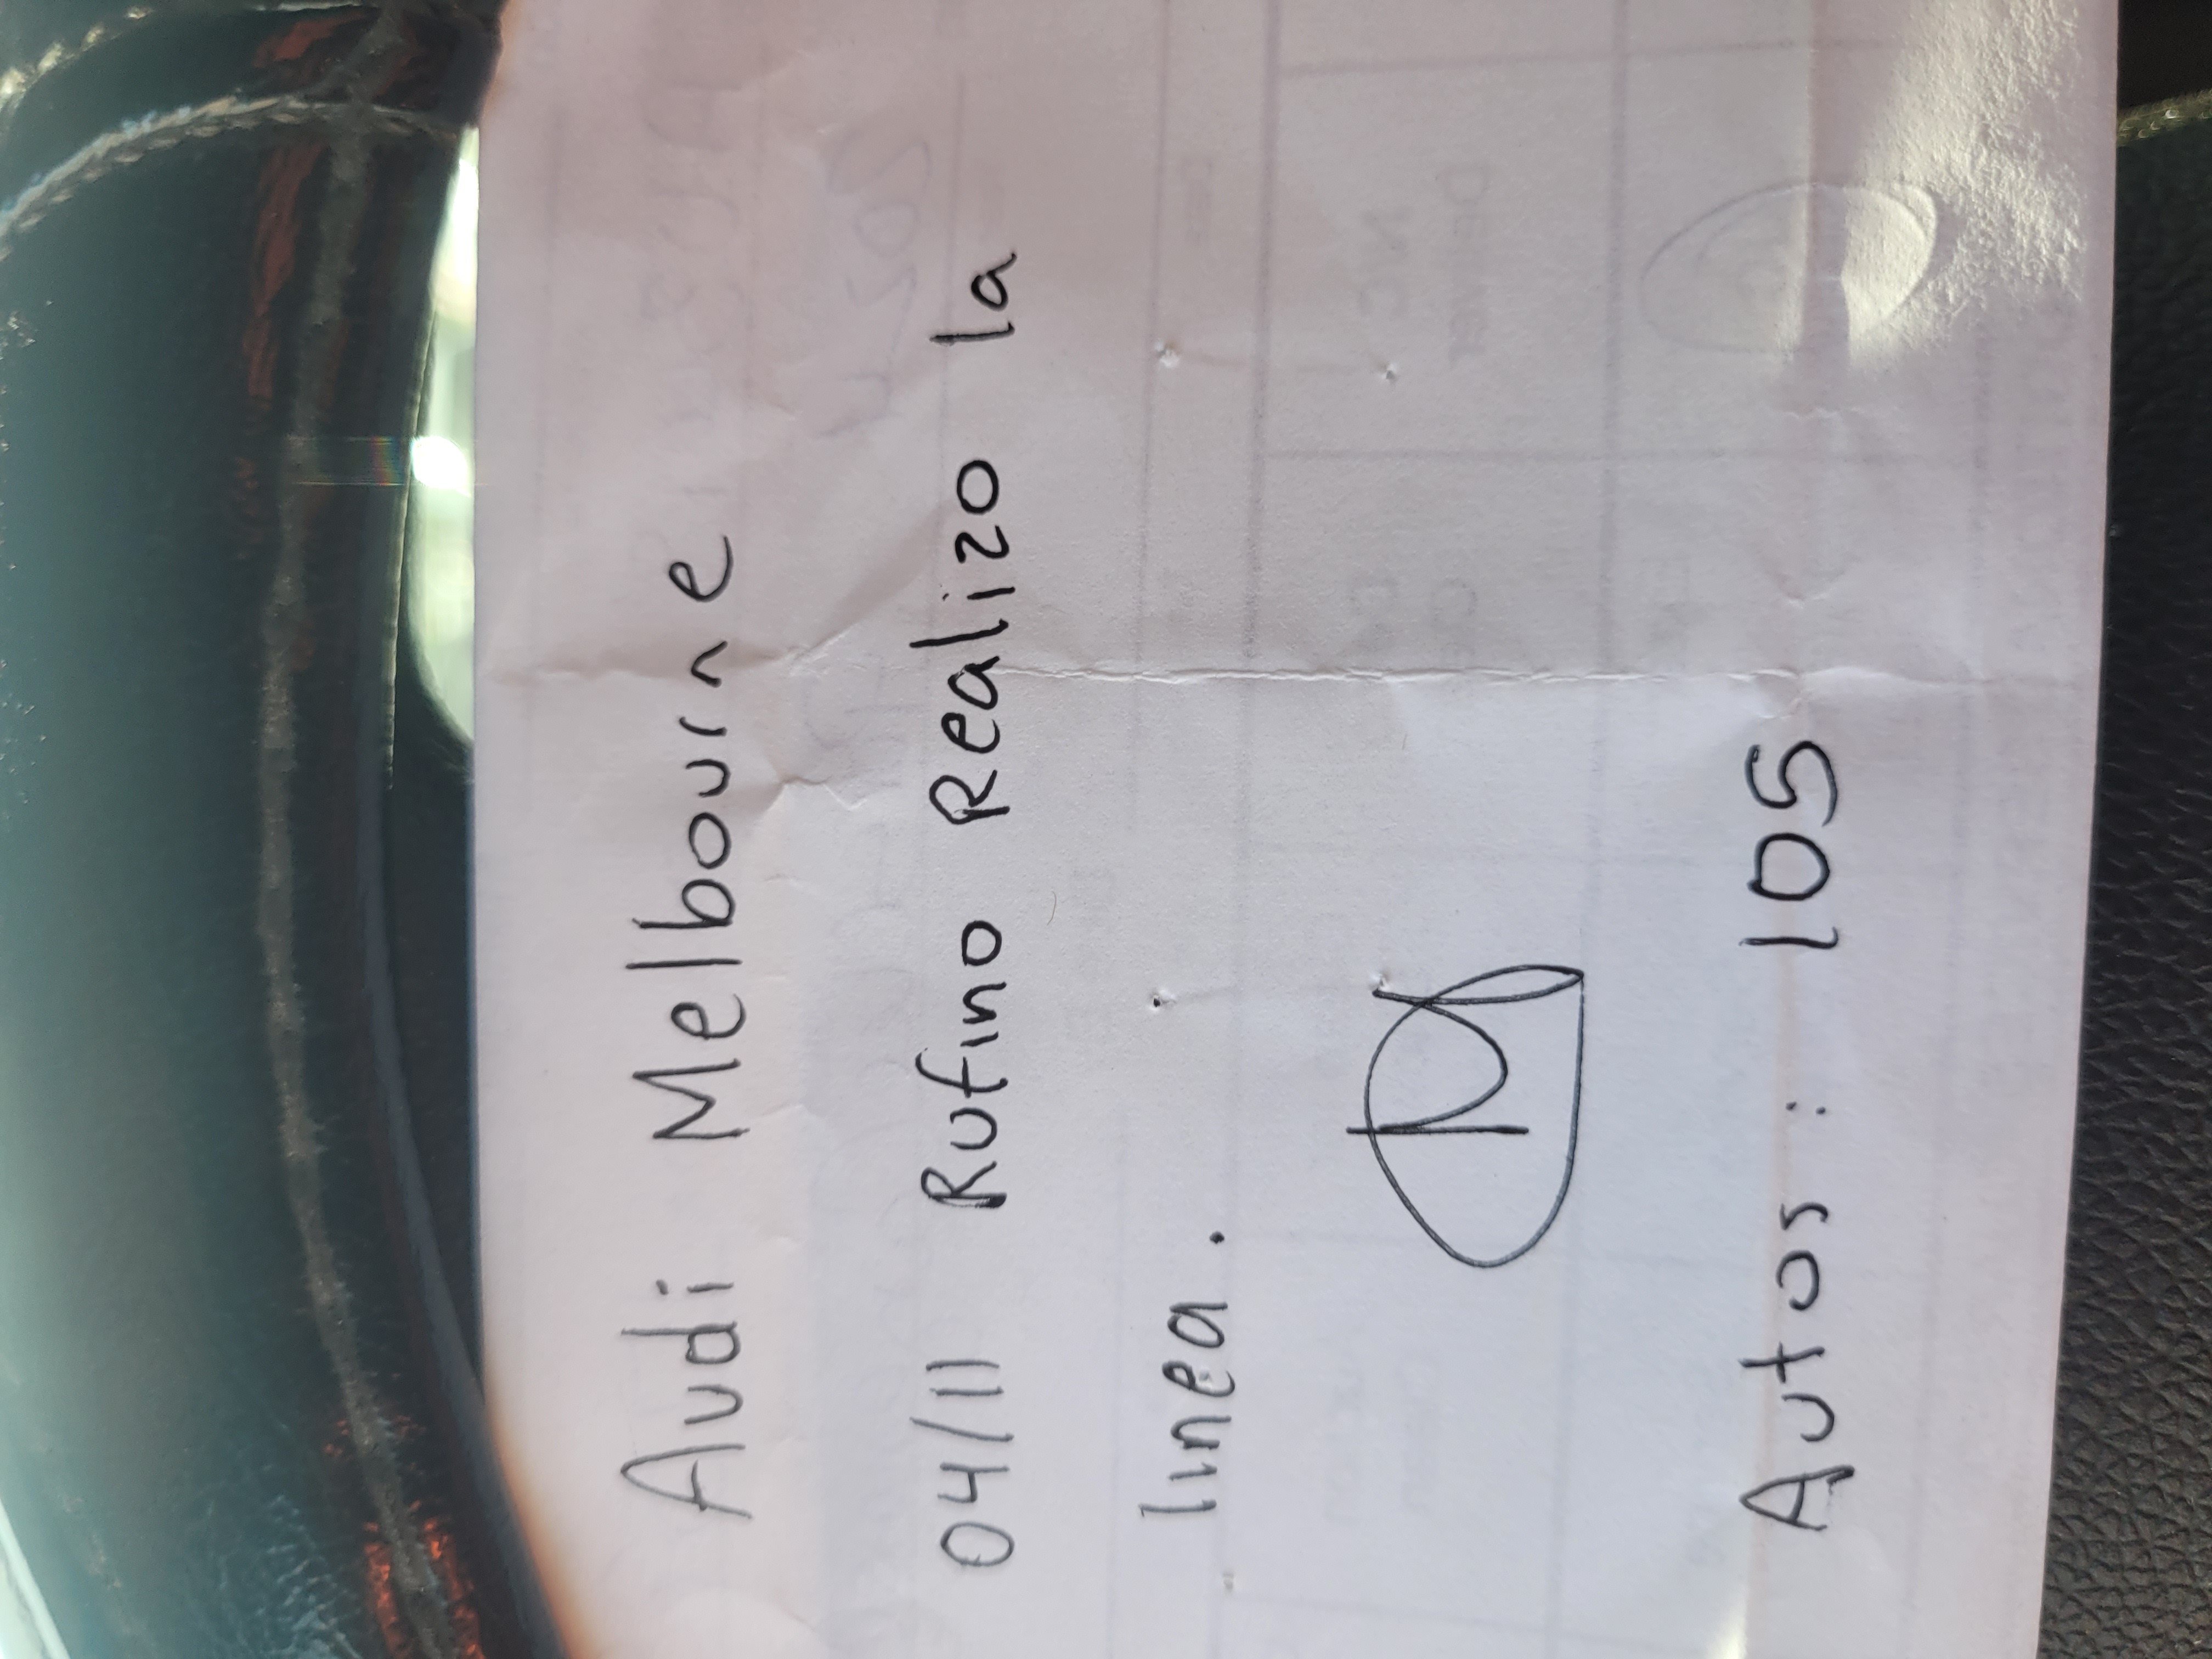 Audi Melbourne
04/11 Rufino Realizo la
linea.
Autos : 105